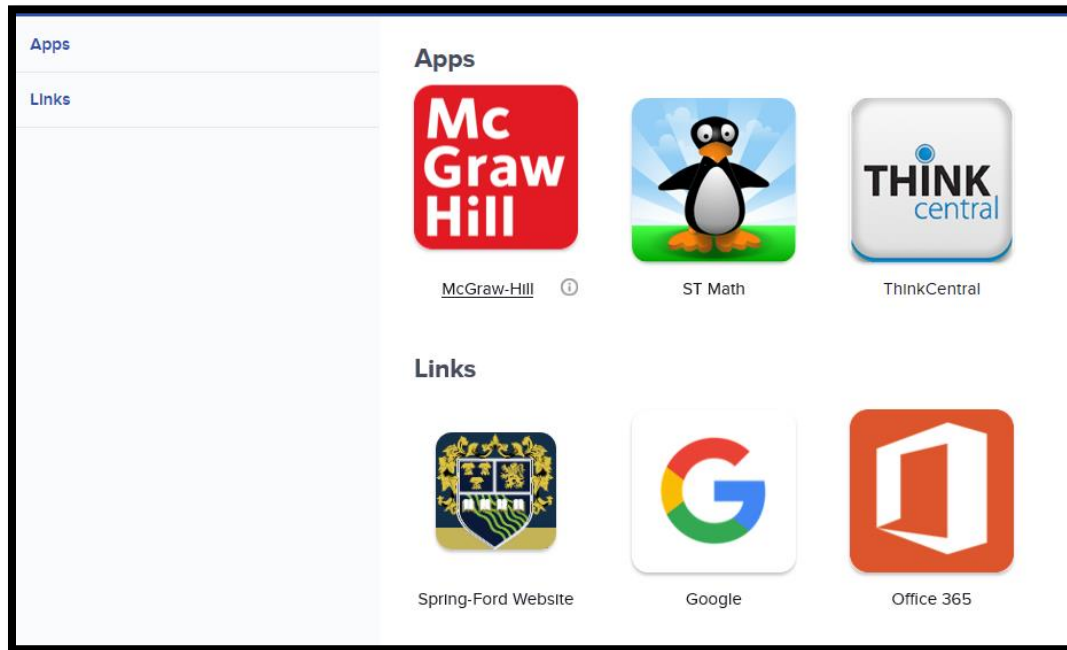 Apps
Links
Apps
Mc
Graw
Hill
THINK
central
McGraw-Hill
ST Math
ThinkCentral
Links
Spring-Ford Website
Google
Office 365